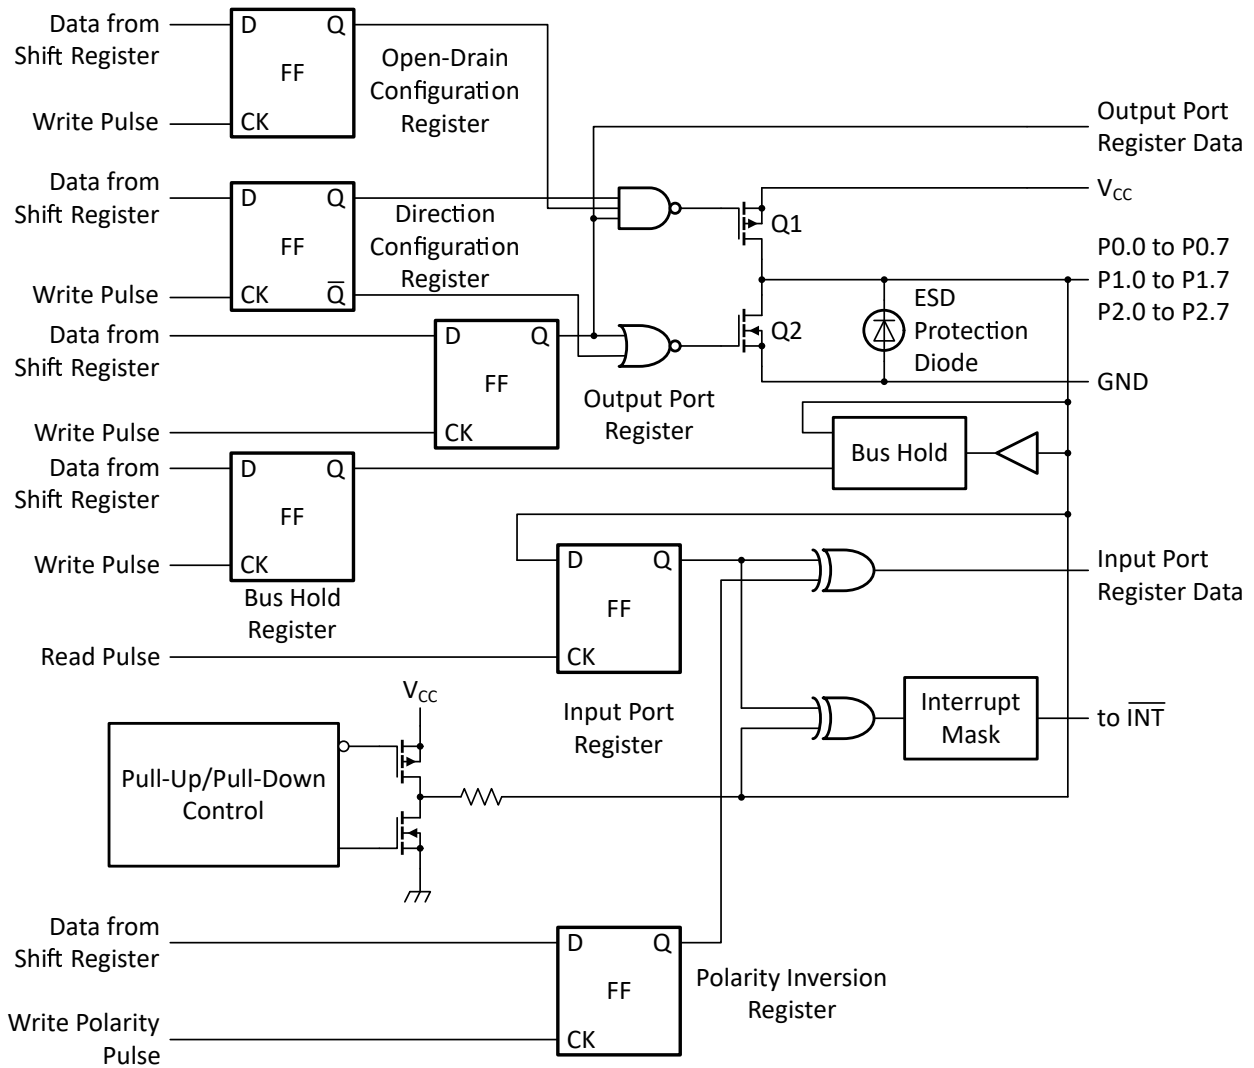 Data from
Shift Register
D
Q
FF
Write Pulse
CK
Open-Drain
Configuration
Register
Output Port
Register Data
Data from
Shift Register
D
Q
FF
Write Pulse
CK
Q̅
Direction
Configuration
Register
VCC
Q1
P0.0 to P0.7
P1.0 to P1.7
P2.0 to P2.7
ESD
Protection
Diode
Q2
GND
Data from
Shift Register
D
Q
FF
Write Pulse
CK
Output Port
Register
Bus Hold
Data from
Shift Register
D
Q
FF
Write Pulse
CK
Bus Hold
Register
D
Q
FF
Read Pulse
CK
Input Port
Register
Input Port
Register Data
Interrupt
Mask
to I̅N̅T̅
VCC
Pull-Up/Pull-Down
Control
Data from
Shift Register
D
Q
FF
Polarity Inversion
Register
Write Polarity
Pulse
CK